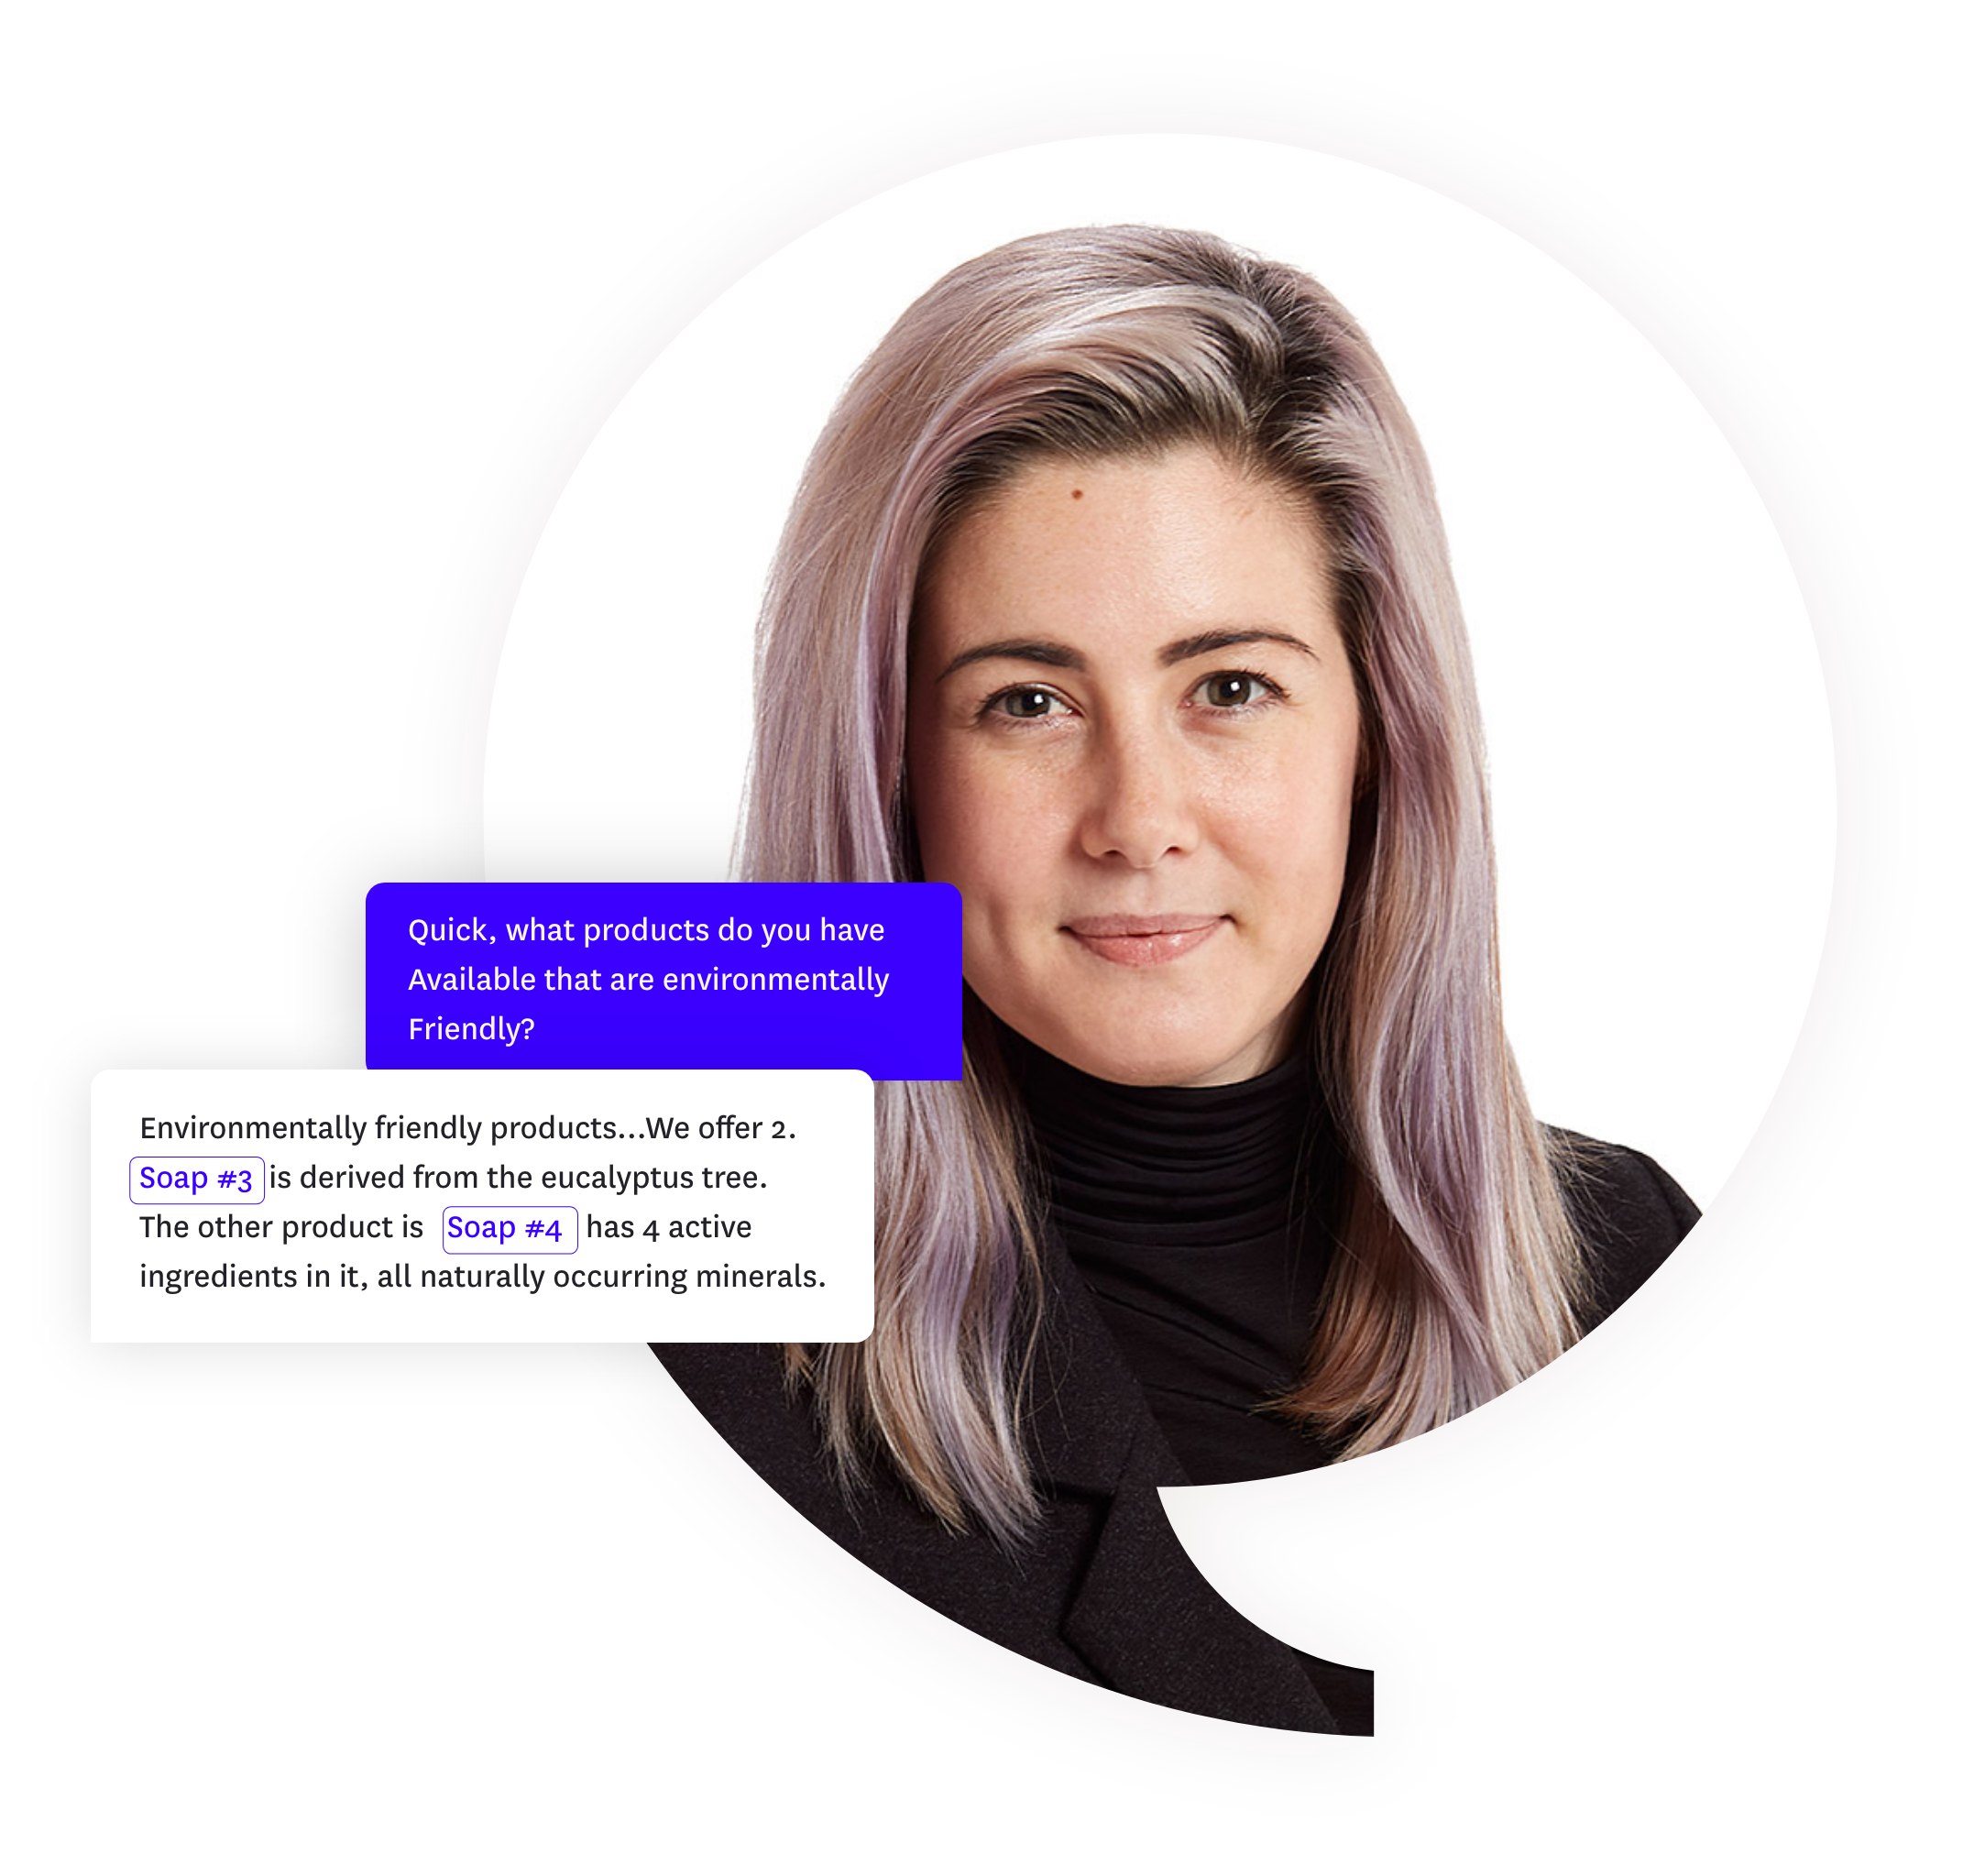 Quick, what products do you have
Available that are environmentally
Friendly?
Environmentally friendly products...We offer 2.
Soap #3 is derived from the eucalyptus tree.
The other product is Soap #4 has 4 active
ingredients in it, all naturally occurring minerals.